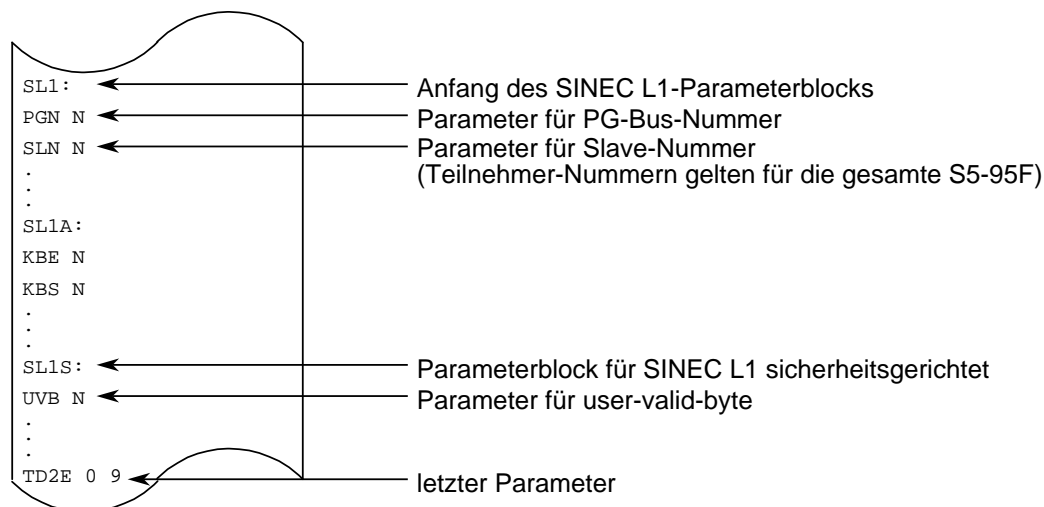 SL1: Anfang des SINEC L1-Parameterblocks
PGN N Parameter für PG-Bus-Nummer
SLN N Parameter für Slave-Nummer
(Teilnehmer-Nummern gelten für die gesamte S5-95F)
.
.
SL1A:
KBE N
KBS N
.
.
SL1S: Parameterblock für SINEC L1 sicherheitsgerichtet
UVB N Parameter für user-valid-byte
.
.
.
TD2E 0 9 letzter Parameter